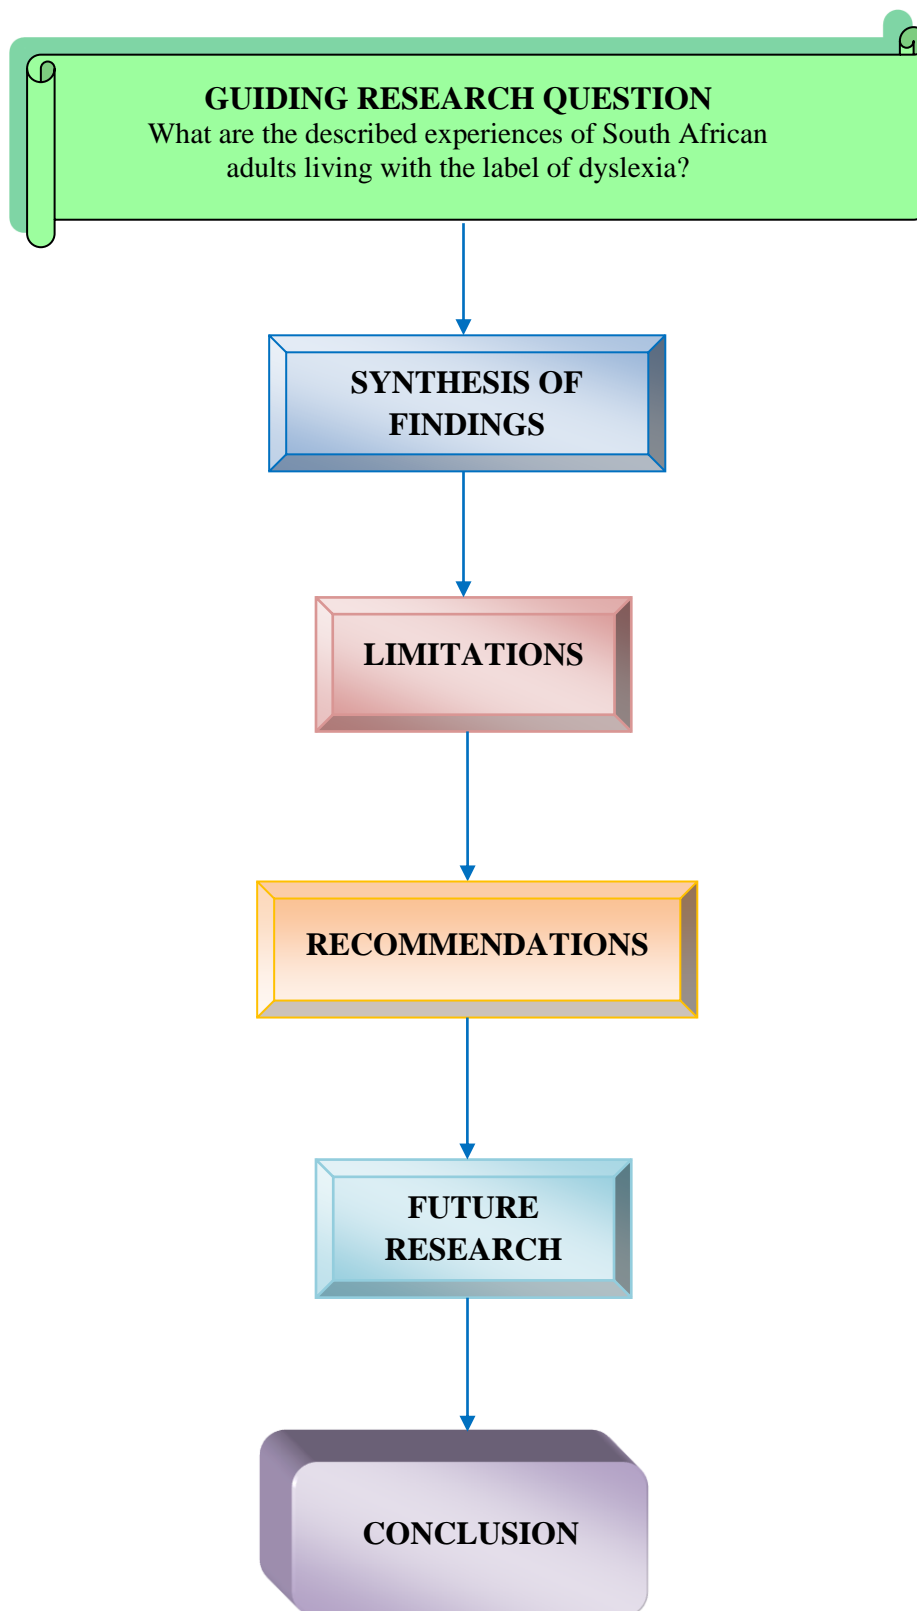 GUIDING RESEARCH QUESTION
What are the described experiences of South African
adults living with the label of dyslexia?
SYNTHESIS OF
FINDINGS
LIMITATIONS
RECOMMENDATIONS
FUTURE
RESEARCH
CONCLUSION